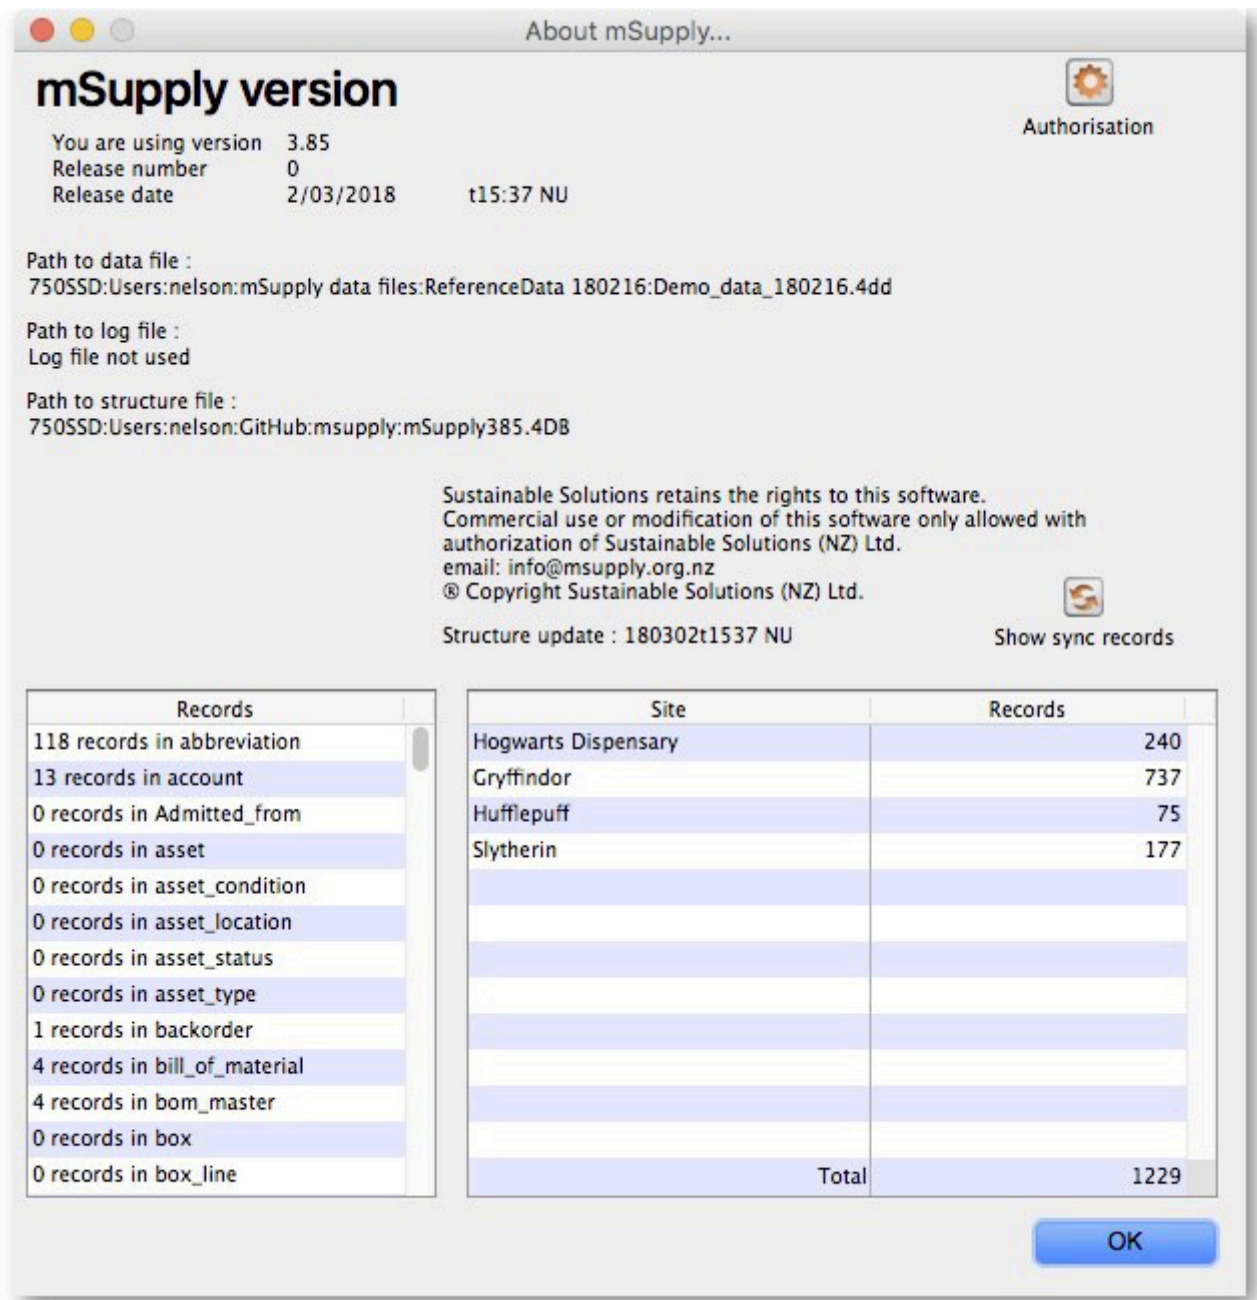 About mSupply...
mSupply version
Authorisation
You are using version 3.85
Release number 0
Release date 2/03/2018 t15:37 NU
Path to data file :
750SSD:Users:nelson:mSupply data files:ReferenceData 180216:Demo_data_180216.4dd
Path to log file :
Log file not used
Path to structure file :
750SSD:Users:nelson:GitHub:msupply:mSupply385.4DB
Sustainable Solutions retains the rights to this software.
Commercial use or modification of this software only allowed with
authorization of Sustainable Solutions (NZ) Ltd.
email: info@msupply.org.nz
® Copyright Sustainable Solutions (NZ) Ltd.
Structure update : 180302t1537 NU
Show sync records
Records
118 records in abbreviation
13 records in account
0 records in Admitted_from
0 records in asset
0 records in asset_condition
0 records in asset_location
0 records in asset_status
0 records in asset_type
1 records in backorder
4 records in bill_of_material
4 records in bom_master
0 records in box
0 records in box_line
Site Records
Hogwarts Dispensary 240
Gryffindor 737
Hufflepuff 75
Slytherin 177
Total 1229
OK